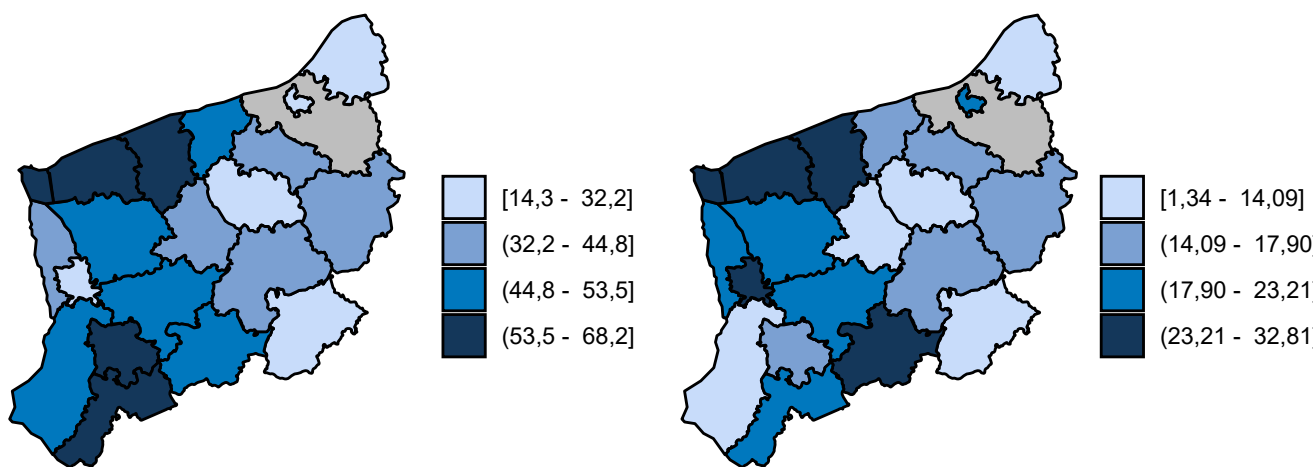 [14,3 - 32,2]
(32,2 - 44,8]
(44,8 - 53,5]
(53,5 - 68,2]
[1,34 - 14,09]
(14,09 - 17,90]
(17,90 - 23,21]
(23,21 - 32,81]